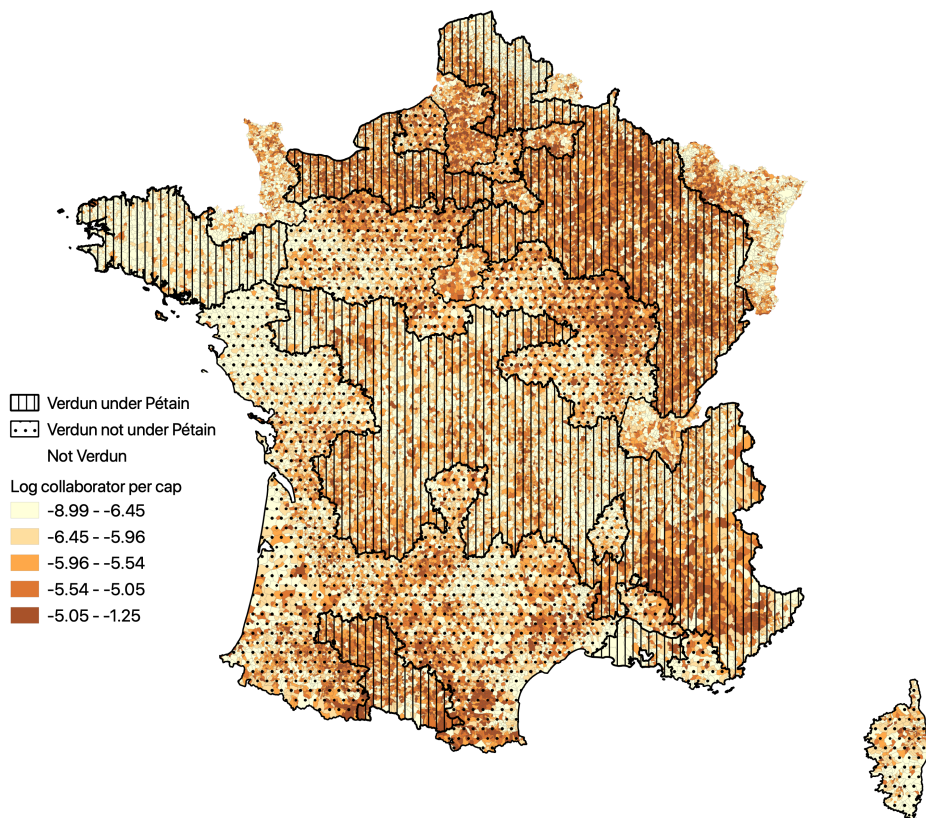 Verdun under Pétain
Verdun not under Pétain
Not Verdun
Log collaborator per cap
-8.99 - -6.45
-6.45 - -5.96
-5.96 - -5.54
-5.54 - -5.05
-5.05 - -1.25